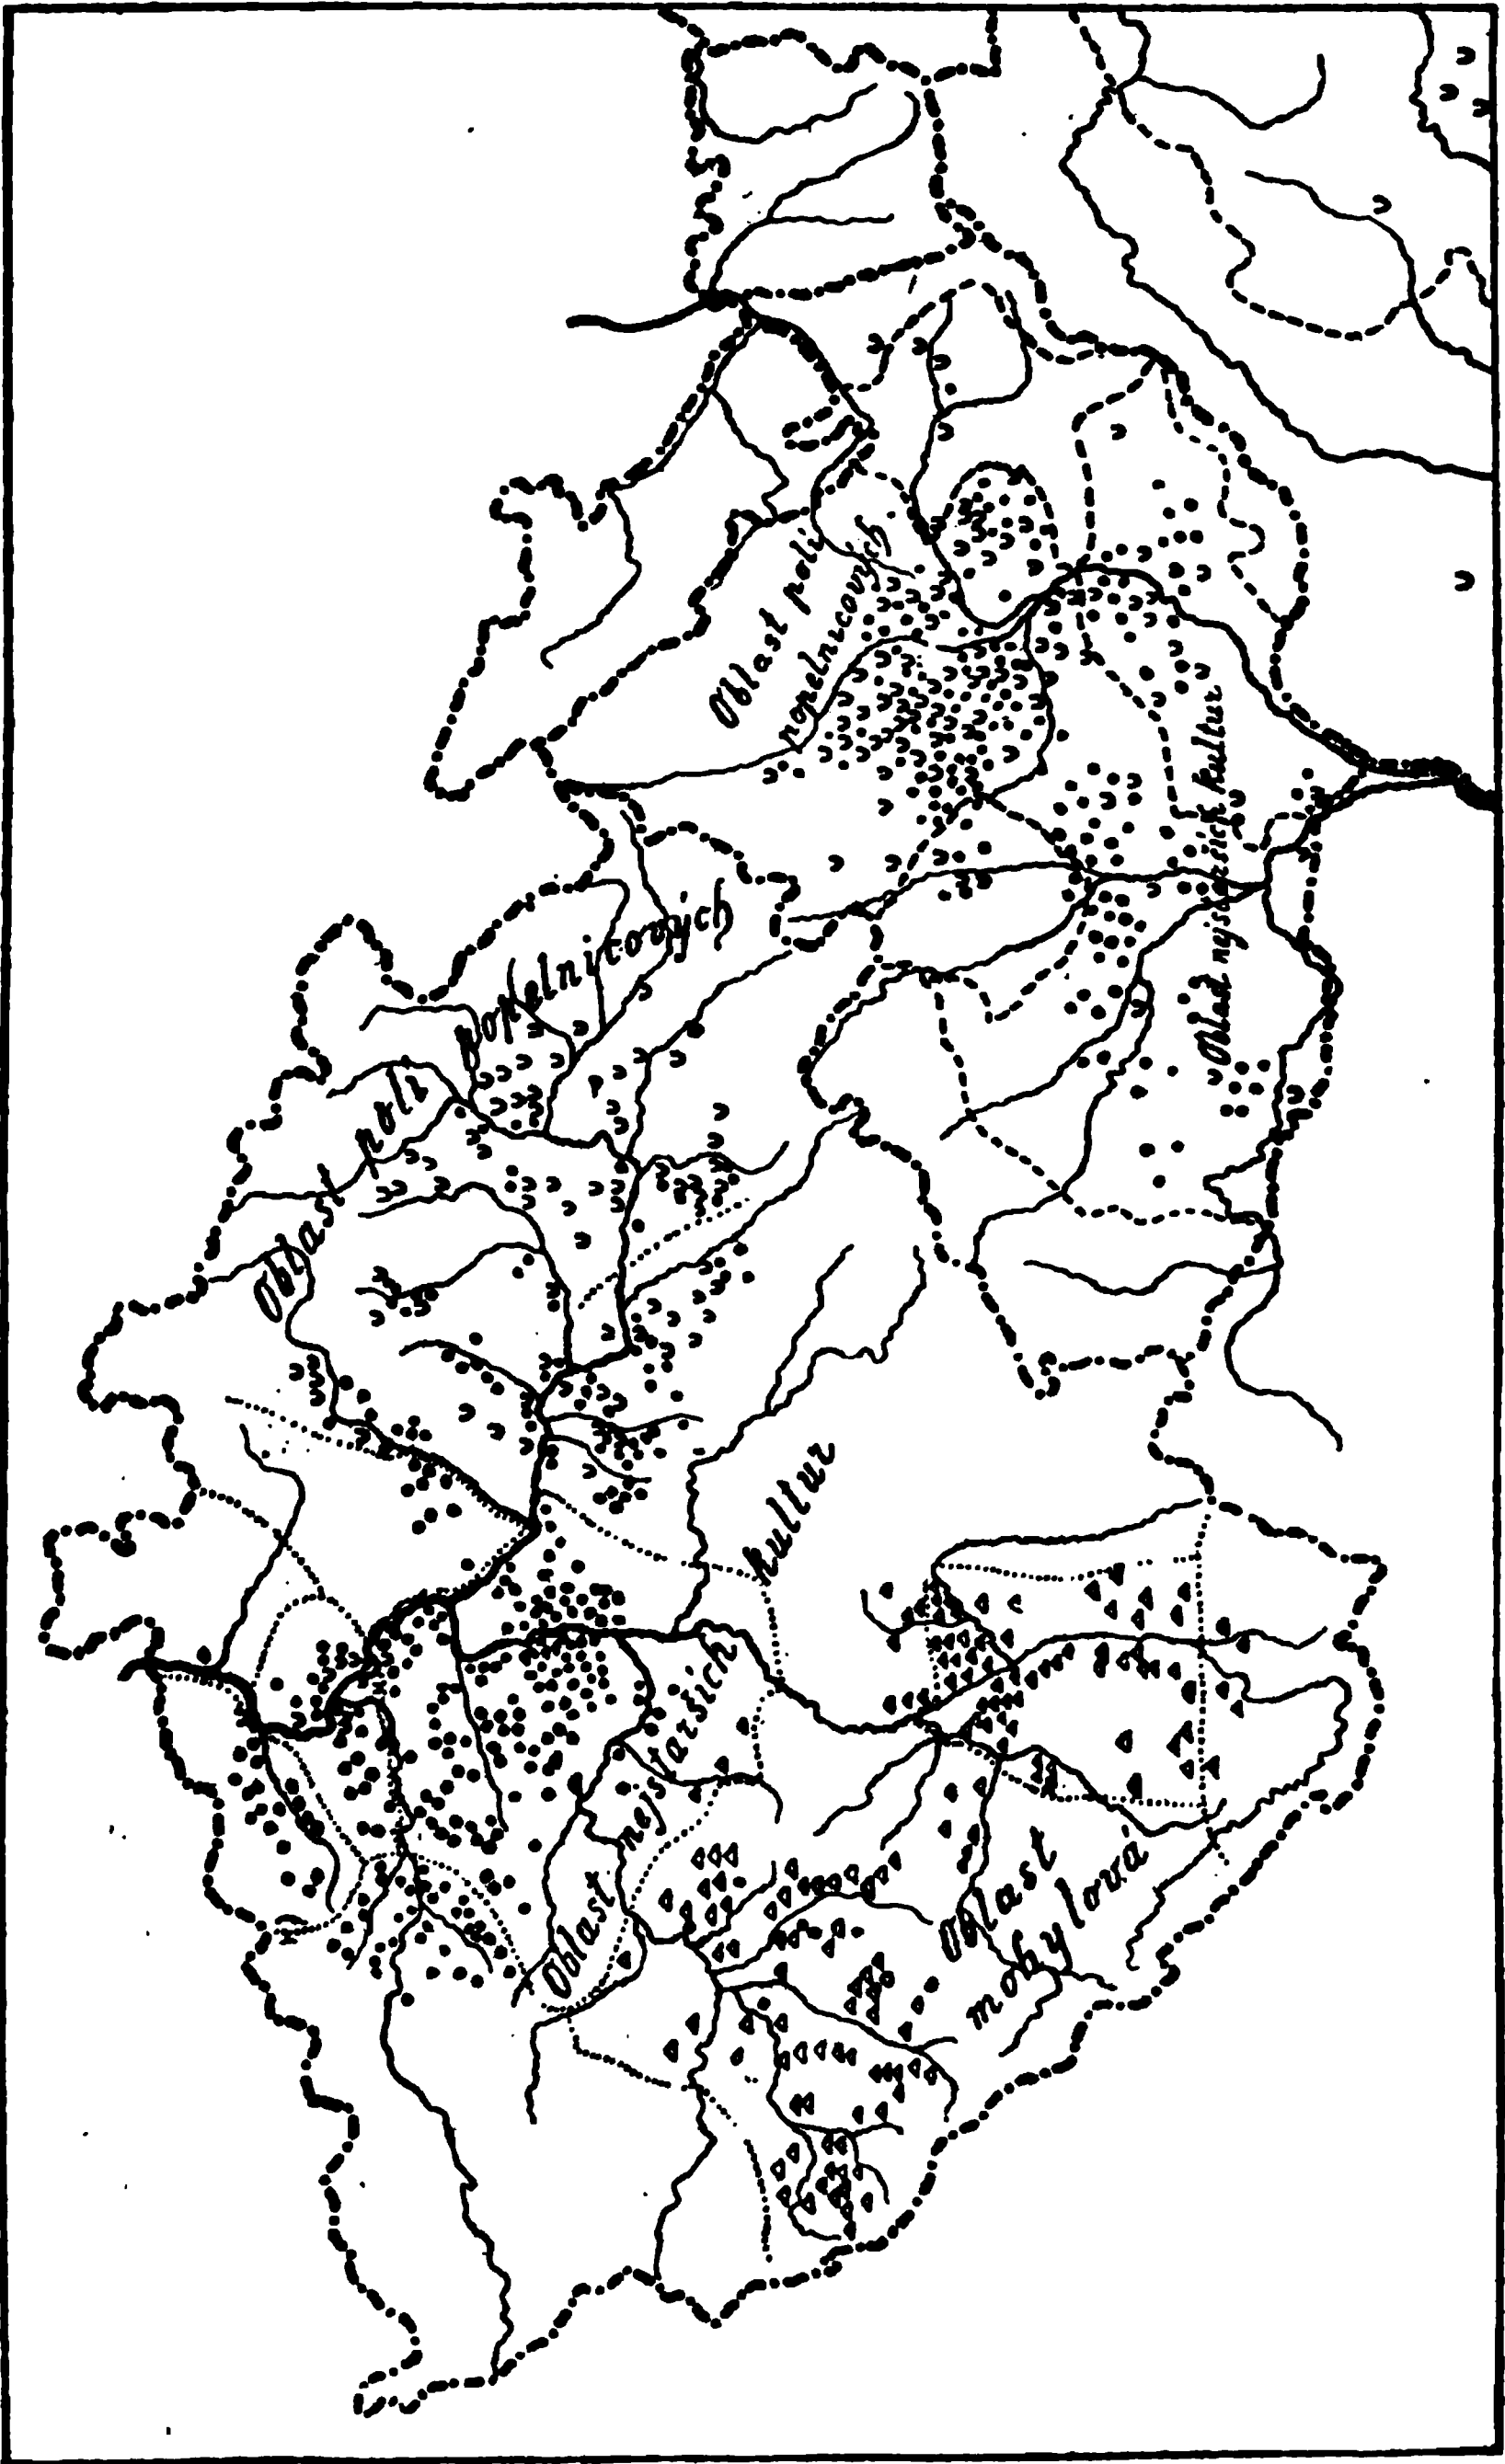 Oblast polí
popelnicových
Oblast nejstarších kultur
Oblast polí popelnicových
Oblast nejstarších kultur
Oblast
mohylová